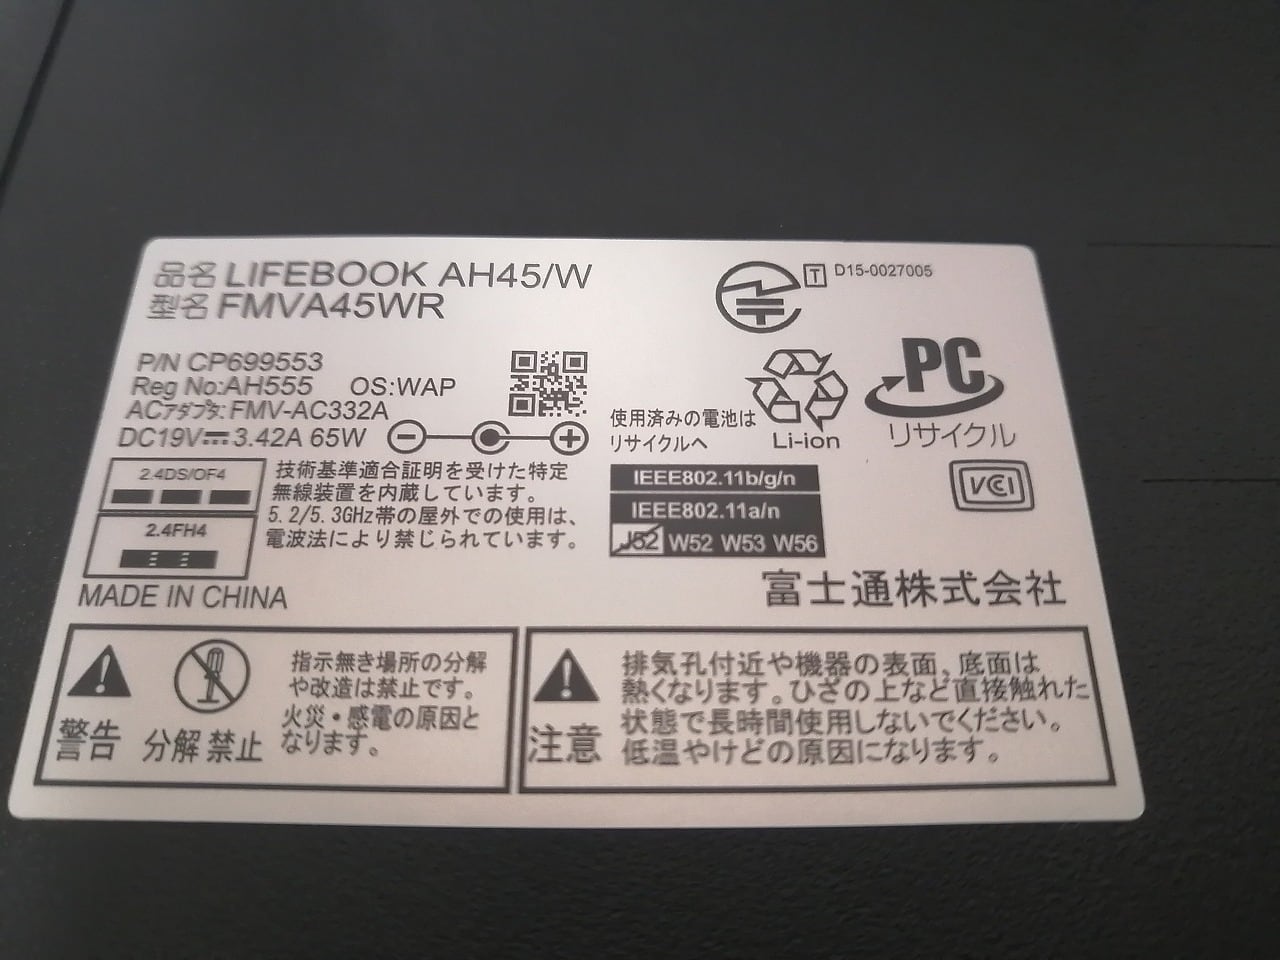 品名 LIFEBOOK AH45/W
型名 FMVA45WR
T D15-0027005
P/N CP699553
Reg No:AH555 OS:WAP
ACアダプタ: FMV-AC332A
DC19V 3.42A 65W
使用済みの電池は
リサイクルへ
Li-ion
PC
リサイクル
VCCI
2.4DS/OF4
2.4FH4
技術基準適合証明を受けた特定
無線装置を内蔵しています。
5.2/5.3GHz帯の屋外での使用は、
電波法により禁じられています。
IEEE802.11b/g/n
IEEE802.11a/n
J52 W52 W53 W56
MADE IN CHINA
富士通株式会社
警告
分解禁止
指示無き場所の分解
や改造は禁止です。
火災・感電の原因と
なります。
注意
排気孔付近や機器の表面、底面は
熱くなります。ひざの上など直接触れた
状態で長時間使用しないでください。
低温やけどの原因になります。